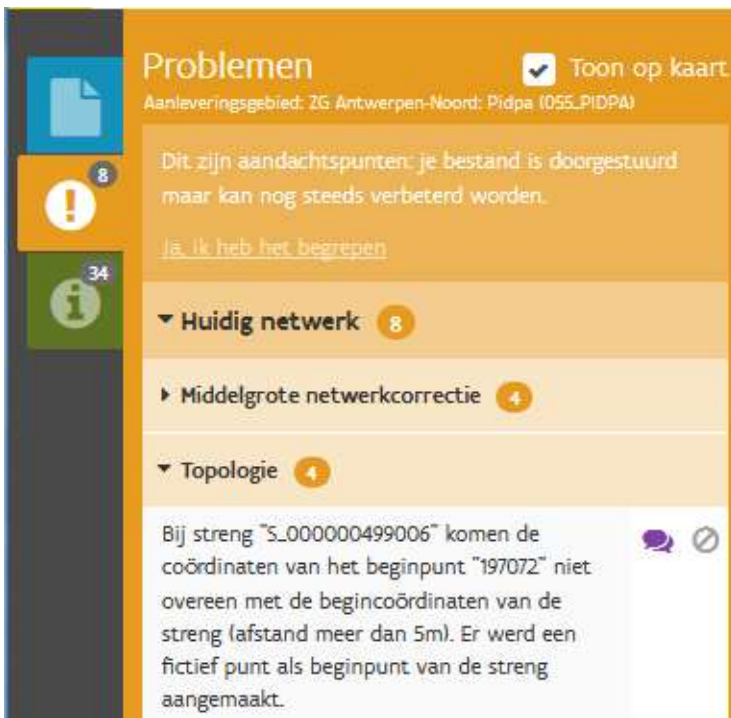 Problemen
Toon op kaart
Aanleveringsgebied: ZG Antwerpen-Noord: Pidpa (055_PIDPA)
Dit zijn aandachtspunten: je bestand is doorgestuurd
maar kan nog steeds verbeterd worden.
Ja, ik heb het begrepen
8
34
Huidig netwerk 8
Middelgrote netwerkcorrectie 4
Topologie 4
Bij streng "S_000000499006" komen de
coördinaten van het beginpunt "197072" niet
overeen met de begincoördinaten van de
streng (afstand meer dan 5m). Er werd een
fictief punt als beginpunt van de streng
aangemaakt.